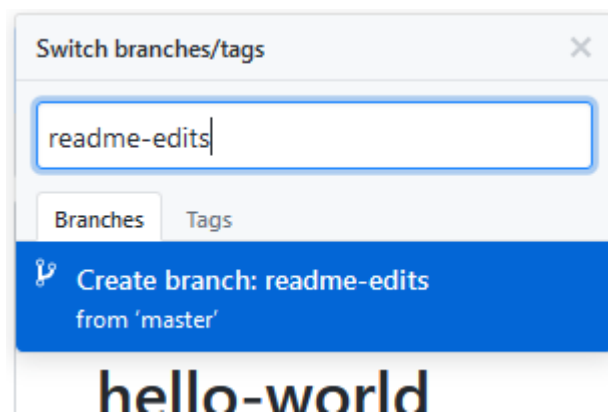 Switch branches/tags
readme-edits
Branches Tags
Create branch: readme-edits
from ‘master’
hello-world